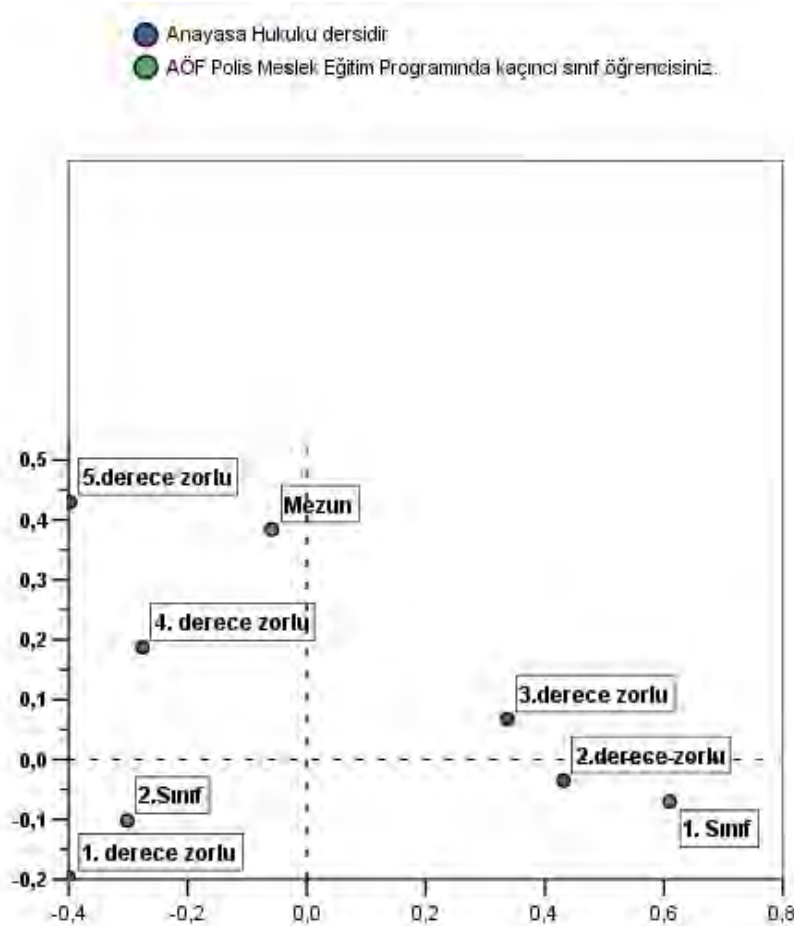 Anayasa Hukuku dersidir
AÖF Polis Meslek Eğitim Programında kaçıncı sınıf öğrencisiniz.
0,5
5.derece zorlu
Mezun
0,4
0,3
4. derece zorlu
0,2
3.derece zorlu
0,1
2.derece zorlu
0,0
2.Sınıf
-0,1
1. Sınıf
1. derece zorlu
-0,2
-0,4 -0,2 0,0 0,2 0,4 0,6 0,8